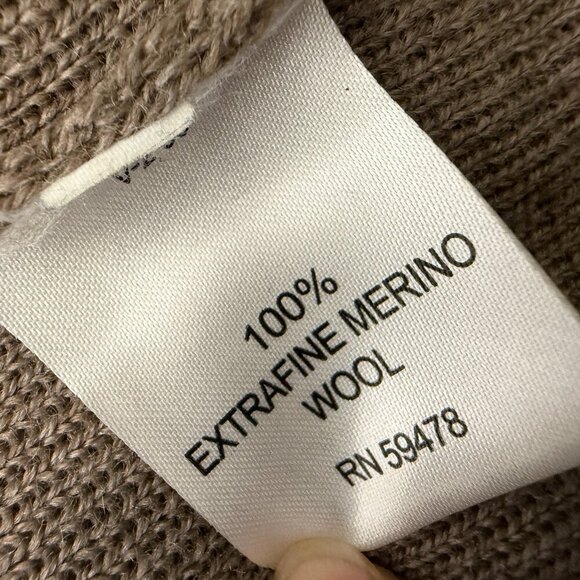 100%
EXTRAFINE MERINO
WOOL
RN 59478